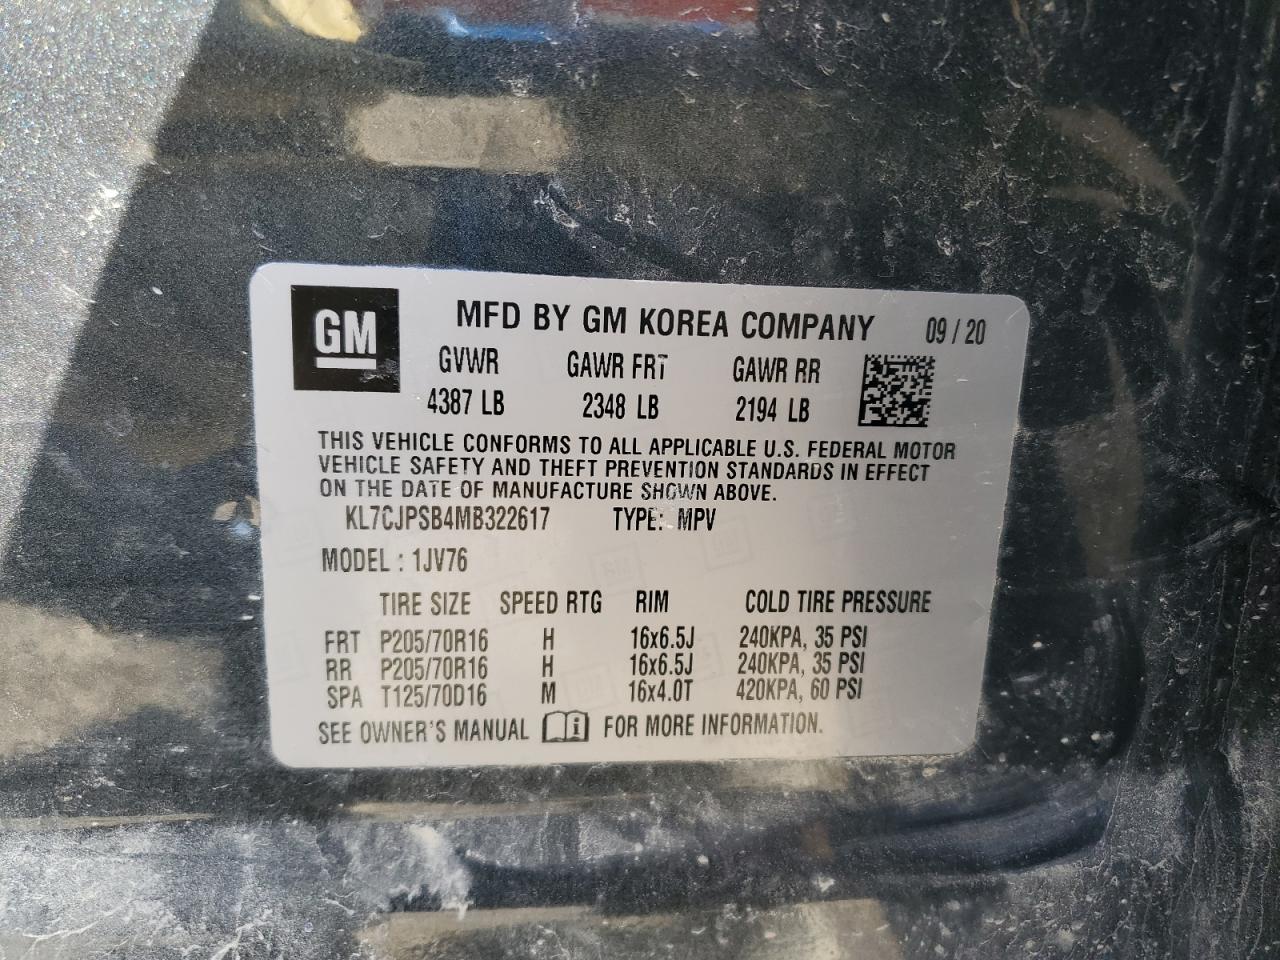 GM
MFD BY GM KOREA COMPANY 09 / 20
GVWR GAWR FRT GAWR RR
4387 LB 2348 LB 2194 LB
THIS VEHICLE CONFORMS TO ALL APPLICABLE U.S. FEDERAL MOTOR
VEHICLE SAFETY AND THEFT PREVENTION STANDARDS IN EFFECT
ON THE DATE OF MANUFACTURE SHOWN ABOVE.
KL7CJPSB4MB322617 TYPE: MPV
MODEL : 1JV76
TIRE SIZE SPEED RTG RIM COLD TIRE PRESSURE
FRT P205/70R16 H 16x6.5J 240KPA, 35 PSI
RR P205/70R16 H 16x6.5J 240KPA, 35 PSI
SPA T125/70D16 M 16x4.0T 420KPA, 60 PSI
SEE OWNER'S MANUAL i FOR MORE INFORMATION.